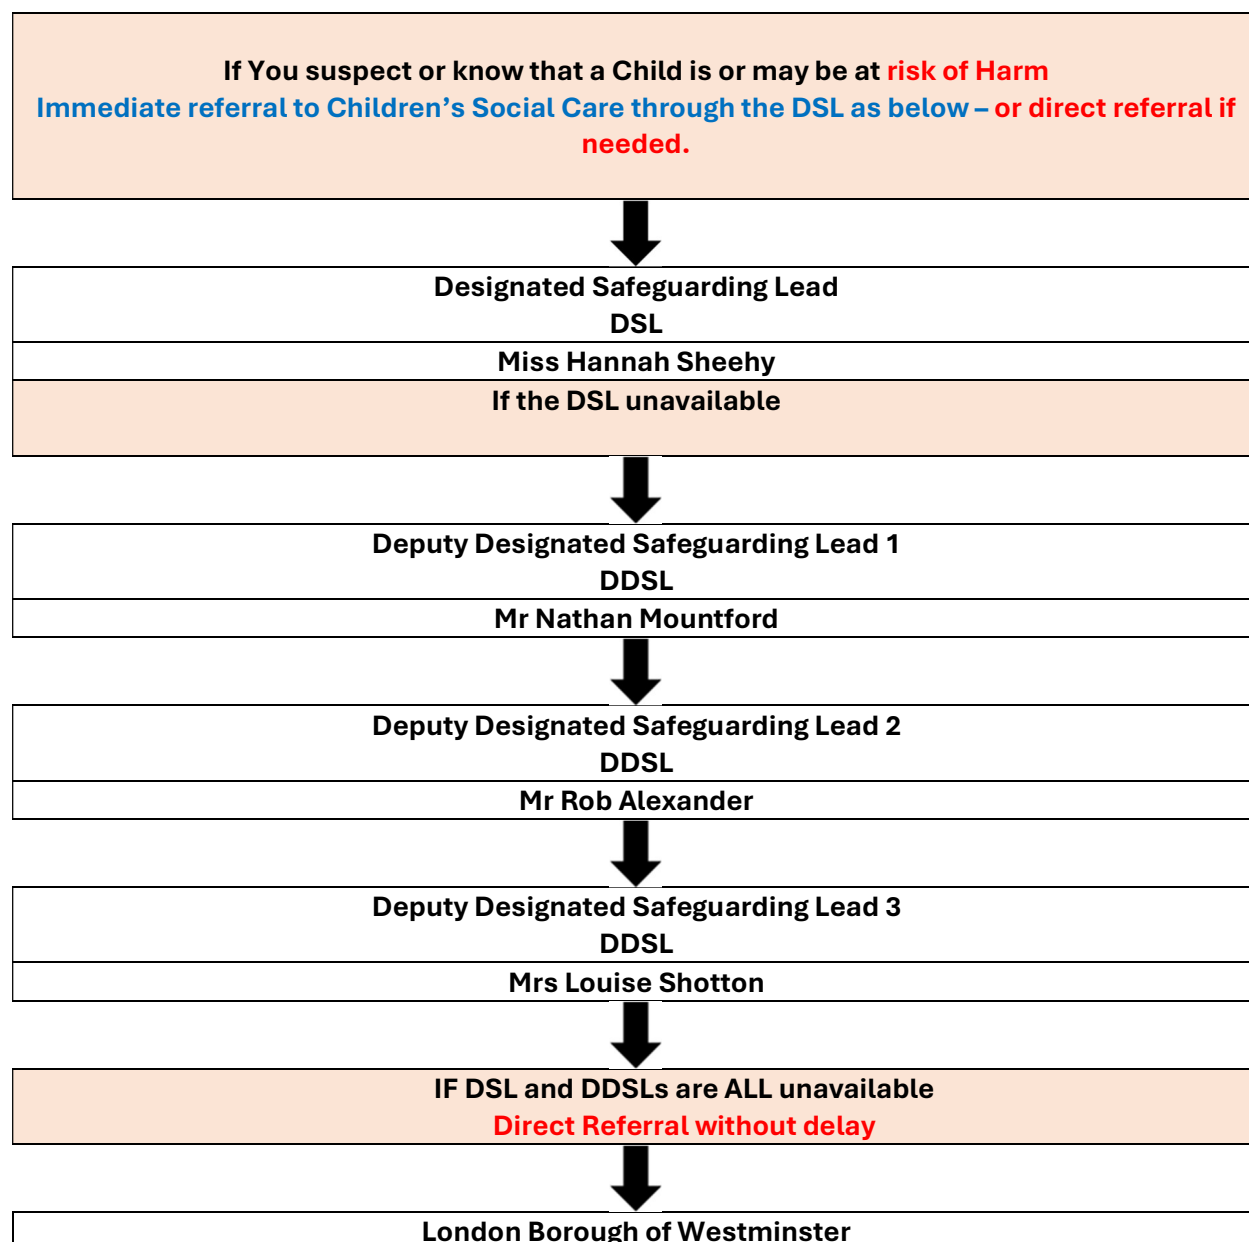 If You suspect or know that a Child is or may be at risk of Harm
Immediate referral to Children’s Social Care through the DSL as below – or direct referral if
needed.
Designated Safeguarding Lead
DSL
Miss Hannah Sheehy
If the DSL unavailable
Deputy Designated Safeguarding Lead 1
DDSL
Mr Nathan Mountford
Deputy Designated Safeguarding Lead 2
DDSL
Mr Rob Alexander
Deputy Designated Safeguarding Lead 3
DDSL
Mrs Louise Shotton
IF DSL and DDSLs are ALL unavailable
Direct Referral without delay
London Borough of Westminster